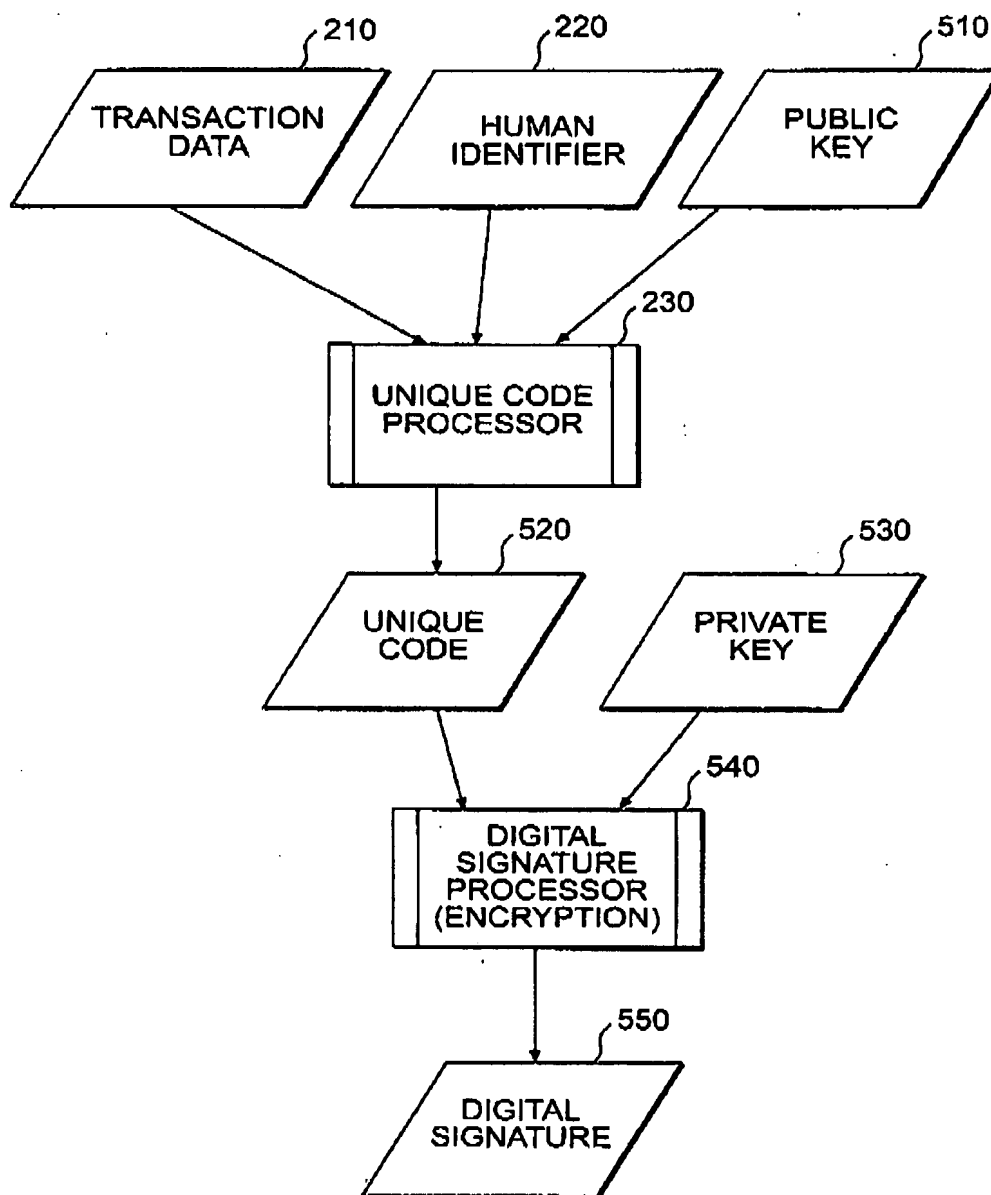 210
220
510
TRANSACTION
DATA
HUMAN
IDENTIFIER
PUBLIC
KEY
230
UNIQUE CODE
PROCESSOR
520
530
UNIQUE
CODE
PRIVATE
KEY
540
DIGITAL
SIGNATURE
PROCESSOR
(ENCRYPTION)
550
DIGITAL
SIGNATURE